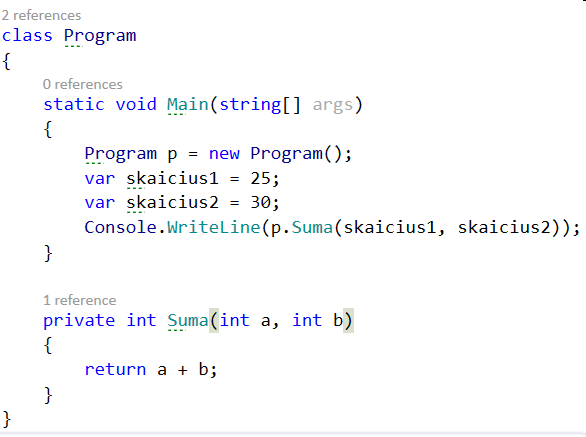 2 references
class Program
{
0 references
static void Main(string[] args)
{
Program p = new Program();
var skaicius1 = 25;
var skaicius2 = 30;
Console.WriteLine(p.Suma(skaicius1, skaicius2));
}
1 reference
private int Suma(int a, int b)
{
return a + b;
}
}